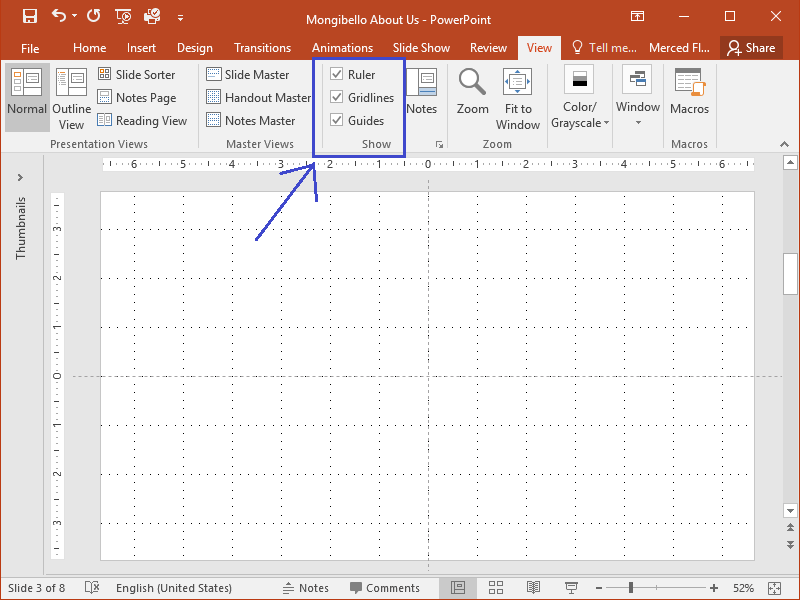 Mongibello About Us - PowerPoint
File Home Insert Design Transitions Animations Slide Show Review View Tell me... Merced Fl... Share
Normal
Outline View
Slide Sorter
Notes Page
Reading View
Presentation Views
Slide Master
Handout Master
Notes Master
Master Views
Ruler
Gridlines
Guides
Show
Notes
Zoom
Fit to Window
Zoom
Color/ Grayscale
Window
Macros
Macros
6 5 4 3 2 1 0 1 2 3 4 5 6
Thumbnails
3
2
1
0
1
2
3
Slide 3 of 8 English (United States) Notes Comments 52%